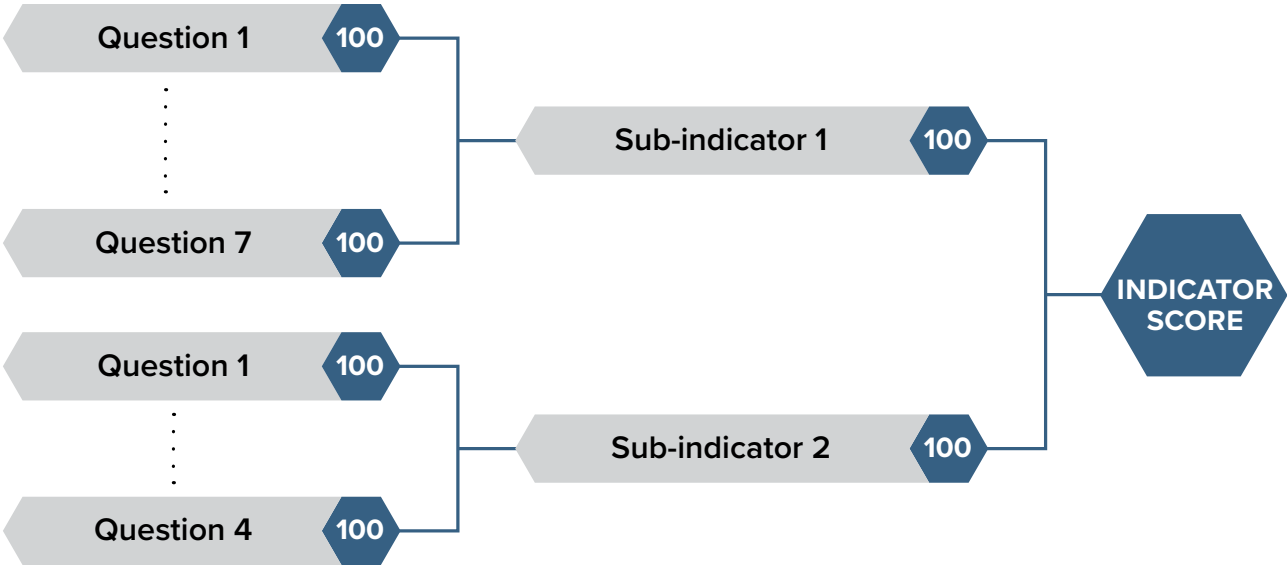 Question 1
100
Question 7
100
Sub-indicator 1
100
Question 1
100
Question 4
100
Sub-indicator 2
100
INDICATOR
SCORE